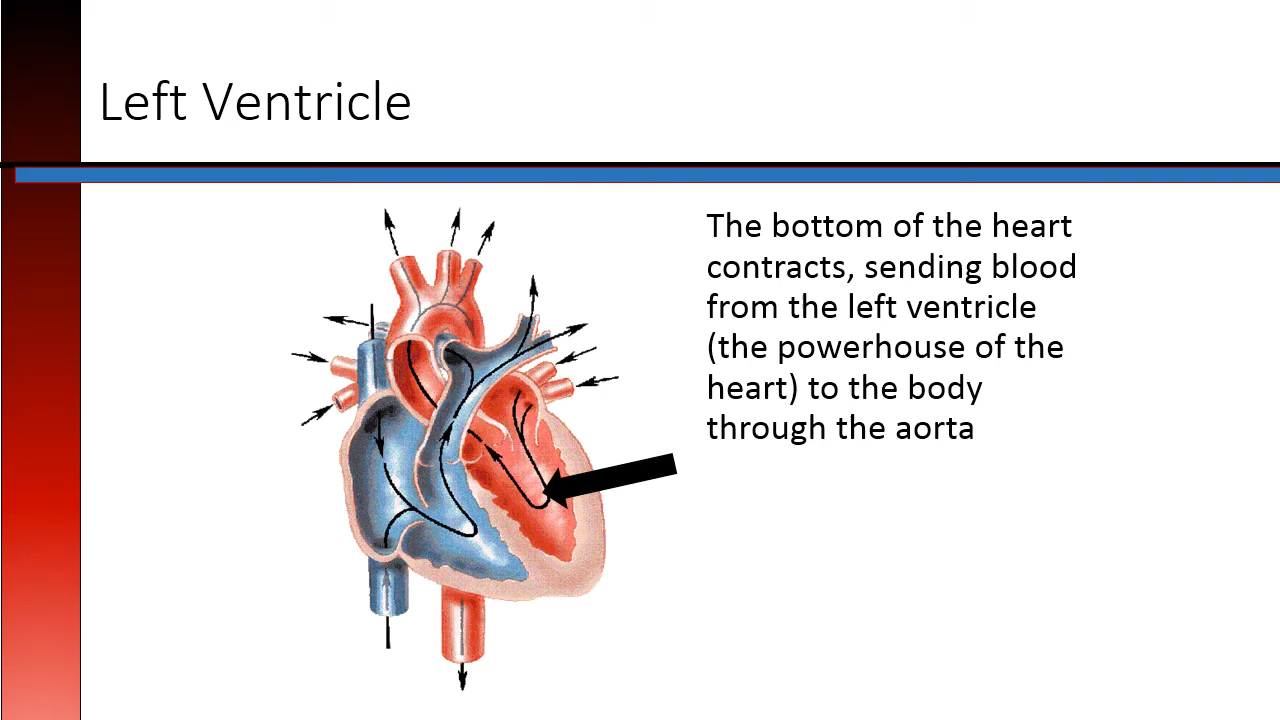 Left Ventricle
The bottom of the heart
contracts, sending blood
from the left ventricle
(the powerhouse of the
heart) to the body
through the aorta